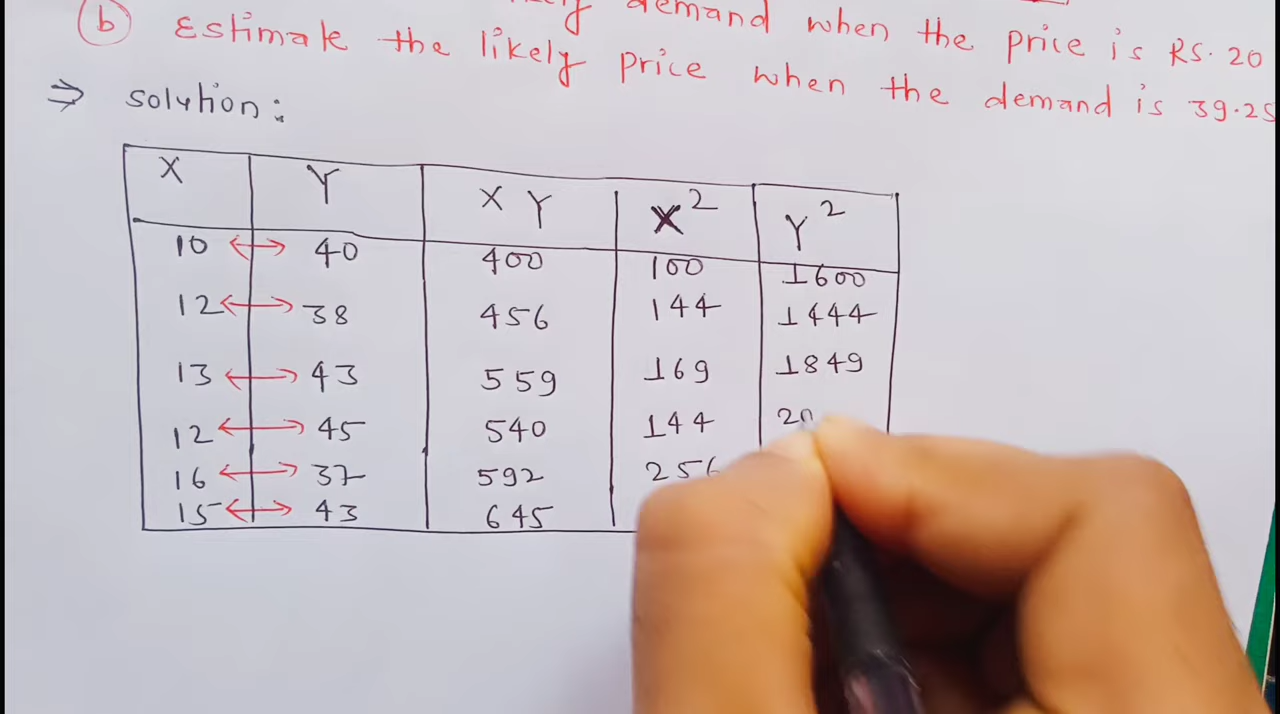 demand when the price is Rs. 20
(b) Estimate the likely price when the demand is 39.25
⇒ solution:
X Y XY X² Y²
10 ↔ 40 400 100 1600
12 ↔ 38 456 144 1444
13 ↔ 43 559 169 1849
12 ↔ 45 540 144 20
16 ↔ 37 592 256
15 ↔ 43 645